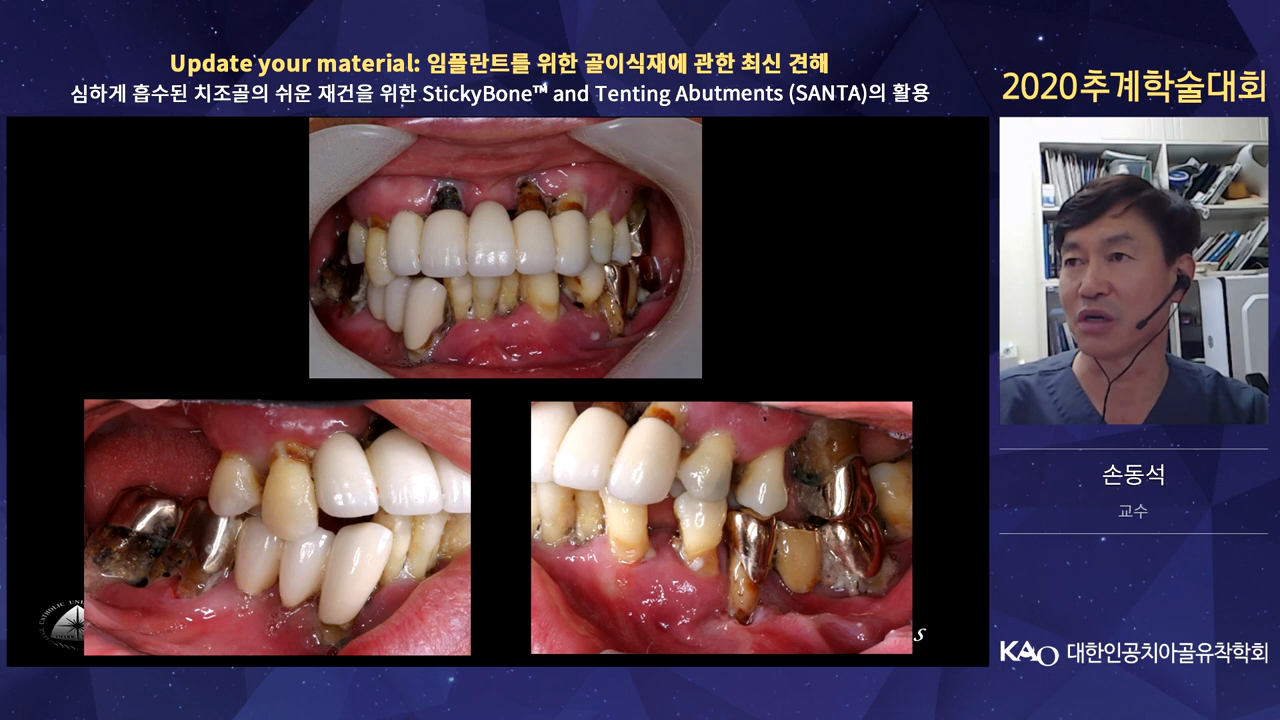 Update your material: 임플란트를 위한 골이식재에 관한 최신 견해
심하게 흡수된 치조골의 쉬운 재건을 위한 StickyBone™ and Tenting Abutments (SANTA)의 활용
2020추계학술대회
손동석
교수
CATHOLIC UNI
s
KAO 대한인공치아골유착학회